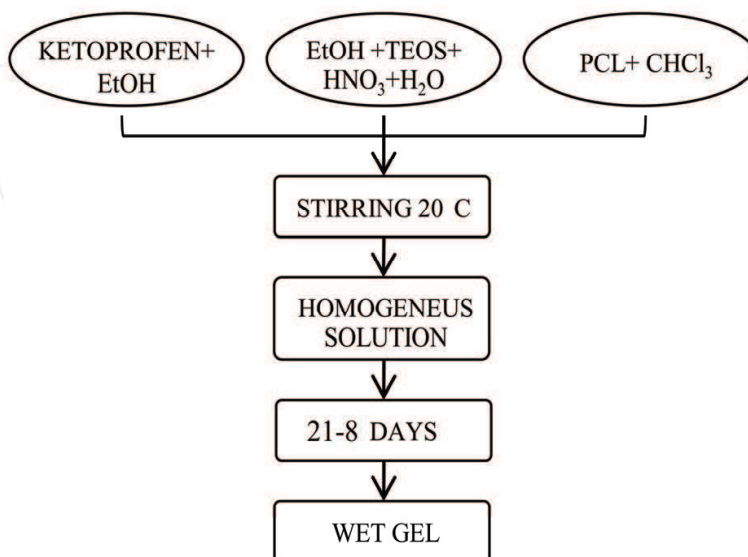 KETOPROFEN+
EtOH
EtOH +TEOS+
HNO₃+H₂O
PCL+ CHCl₃
STIRRING 20 C
HOMOGENEUS
SOLUTION
21-8 DAYS
WET GEL